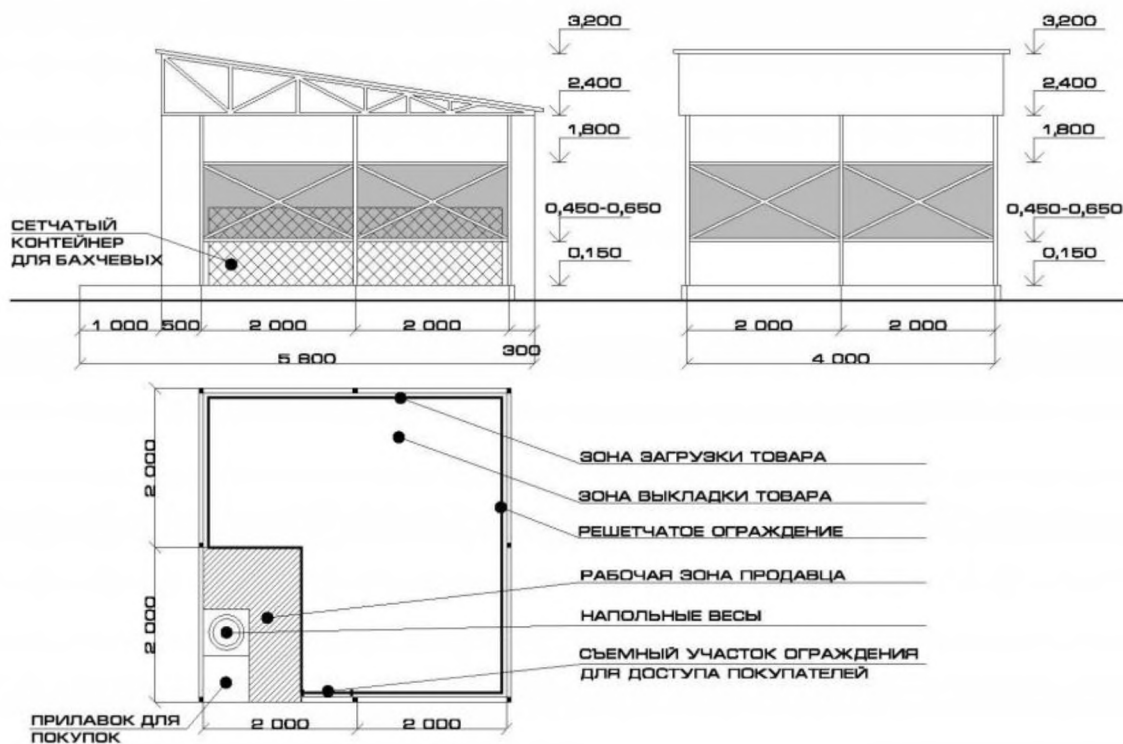 3,200
2,400
1,800
0,450-0,650
0,150
3,200
2,400
1,800
0,450-0,650
0,150
СЕТЧАТЫЙ
КОНТЕЙНЕР
ДЛЯ БАХЧЕВЫХ
1 000 500 2 000 2 000 300
5 800
2 000 2 000
4 000
2 000
2 000
ЗОНА ЗАГРУЗКИ ТОВАРА
ЗОНА ВЫКЛАДКИ ТОВАРА
РЕШЕТЧАТОЕ ОГРАЖДЕНИЕ
РАБОЧАЯ ЗОНА ПРОДАВЦА
НАПОЛЬНЫЕ ВЕСЫ
СЪЕМНЫЙ УЧАСТОК ОГРАЖДЕНИЯ
ДЛЯ ДОСТУПА ПОКУПАТЕЛЕЙ
ПРИЛАВОК ДЛЯ
ПОКУПОК
2 000 2 000